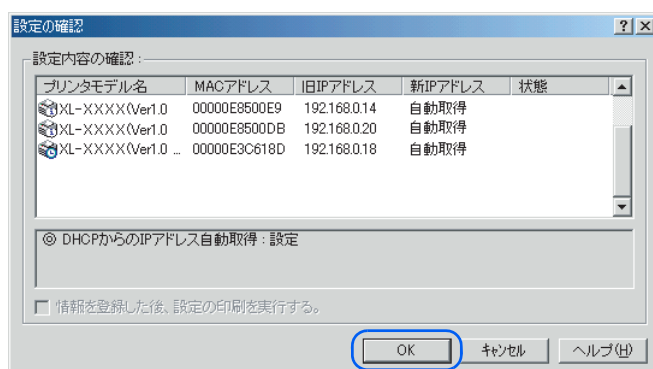 設定の確認
設定内容の確認：
プリンタモデル名 MACアドレス 旧IPアドレス 新IPアドレス 状態
XL-XXXX(Ver1.0 00000E8500E9 192.168.0.14 自動取得
XL-XXXX(Ver1.0 00000E8500DB 192.168.0.20 自動取得
XL-XXXX(Ver1.0 ... 00000E3C618D 192.168.0.18 自動取得
◎ DHCPからのIPアドレス自動取得：設定
情報を登録した後、設定の印刷を実行する。
OK キャンセル ヘルプ(H)